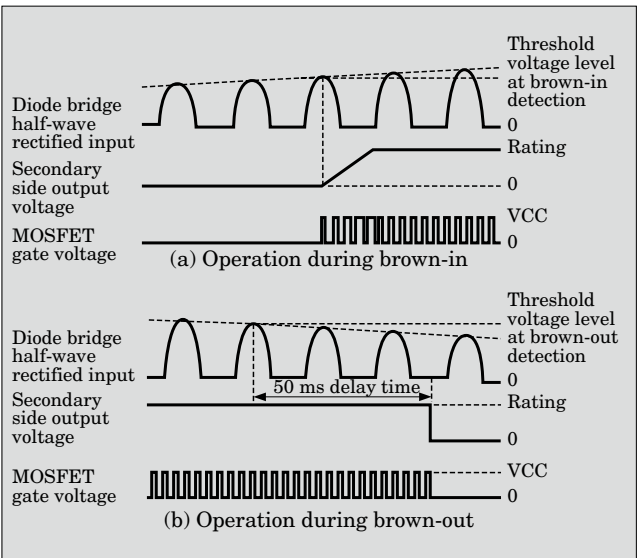 Threshold
voltage level
at brown-in
detection
Diode bridge
half-wave
rectified input
0
Rating
Secondary
side output
voltage
0
VCC
MOSFET
gate voltage
0
(a) Operation during brown-in
Threshold
voltage level
at brown-out
detection
Diode bridge
half-wave
rectified input
0
50 ms delay time
Secondary
side output
voltage
Rating
0
MOSFET
gate voltage
VCC
0
(b) Operation during brown-out